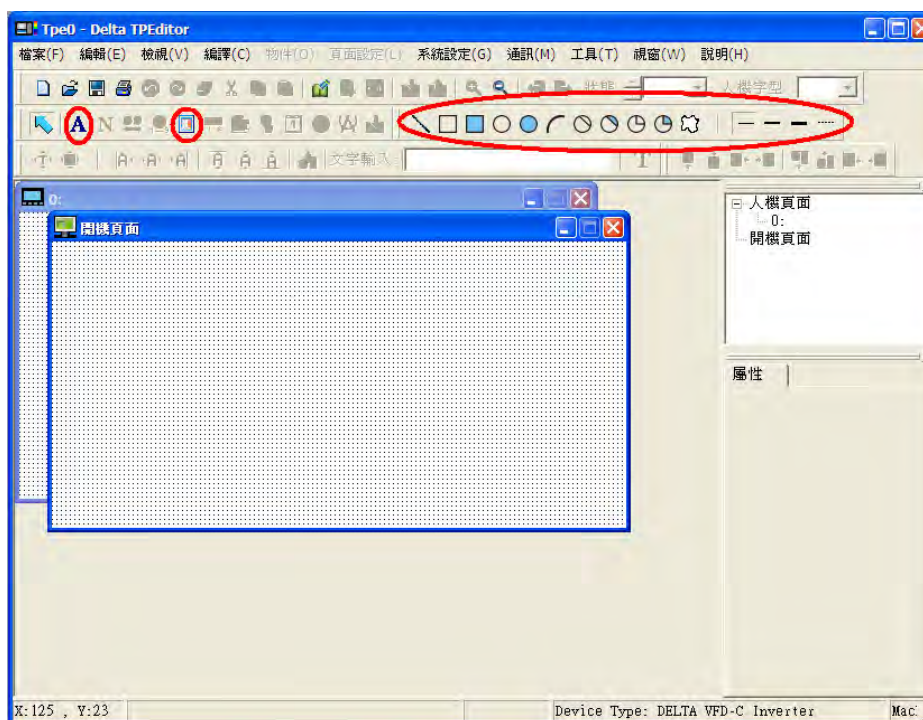 Tpe0 - Delta TPEditor
檔案(F) 編輯(E) 檢視(V) 編譯(C) 物件(O) 頁面設定(L) 系統設定(G) 通訊(M) 工具(T) 視窗(W) 說明(H)
狀態 人機字型
A N
文字輸入
0:
開機頁面
人機頁面
0:
開機頁面
屬性
X:125 , Y:23 Device Type: DELTA VFD-C Inverter Mac